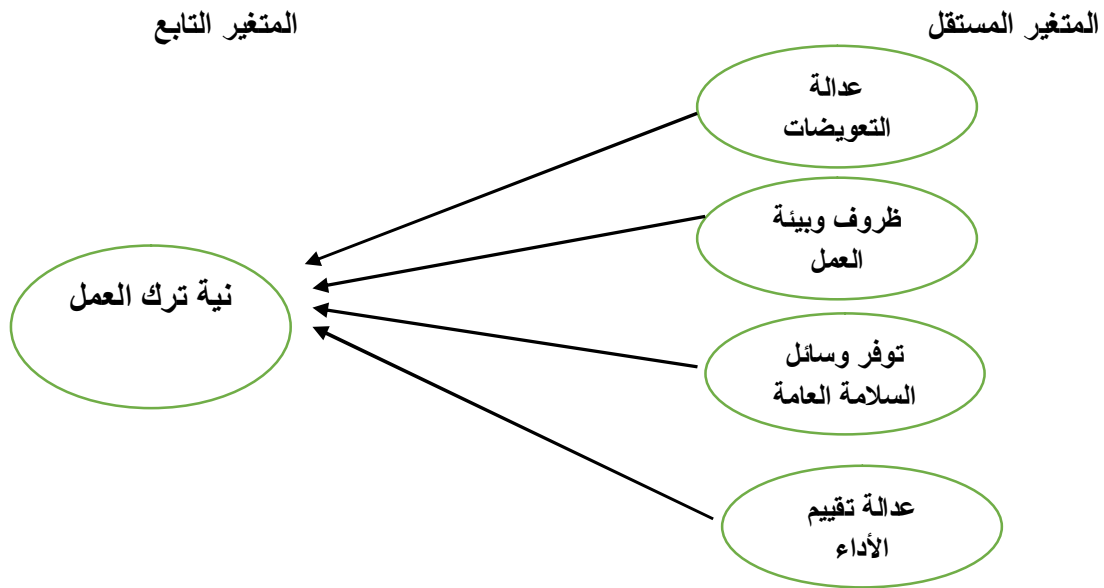 المتغير المستقل
المتغير التابع
عدالة
التعويضات
ظروف وبيئة
العمل
نية ترك العمل
توفر وسائل
السلامة العامة
عدالة تقييم
الأداء